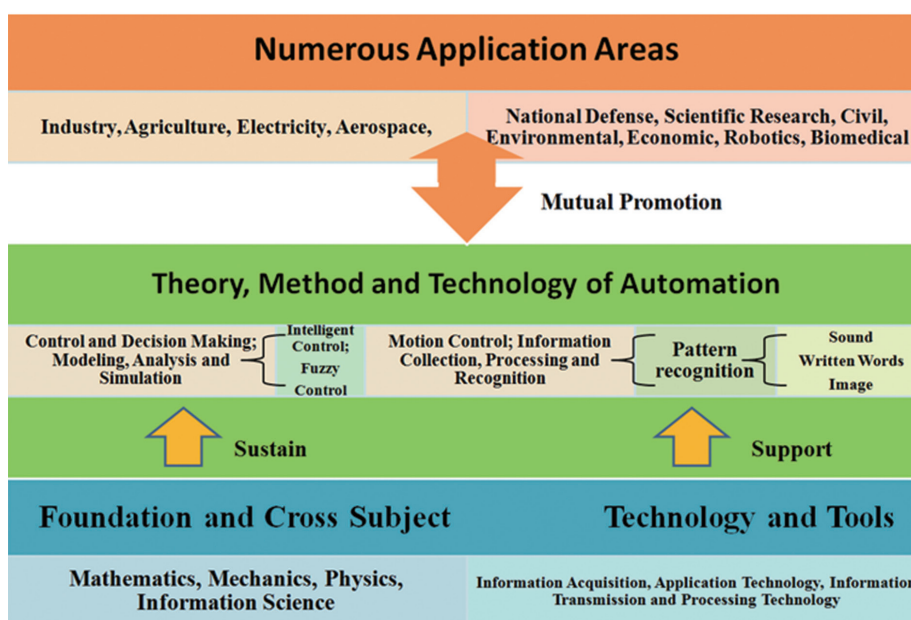 Numerous Application Areas
Industry, Agriculture, Electricity, Aerospace,
National Defense, Scientific Research, Civil,
Environmental, Economic, Robotics, Biomedical
Mutual Promotion
Theory, Method and Technology of Automation
Control and Decision Making;
Modeling, Analysis and
Simulation
Intelligent
Control;
Fuzzy
Control
Motion Control; Information
Collection, Processing and
Recognition
Pattern
recognition
Sound
Written Words
Image
Sustain
Support
Foundation and Cross Subject
Technology and Tools
Mathematics, Mechanics, Physics,
Information Science
Information Acquisition, Application Technology, Information
Transmission and Processing Technology